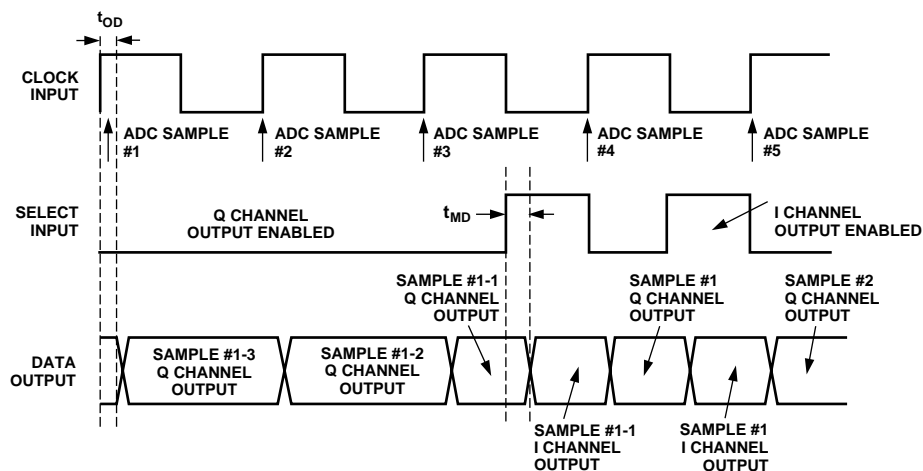 tOD
CLOCK
INPUT
ADC SAMPLE
#1
ADC SAMPLE
#2
ADC SAMPLE
#3
ADC SAMPLE
#4
ADC SAMPLE
#5
SELECT
INPUT
Q CHANNEL
OUTPUT ENABLED
tMD
I CHANNEL
OUTPUT ENABLED
SAMPLE #1-1
Q CHANNEL
OUTPUT
SAMPLE #1
Q CHANNEL
OUTPUT
SAMPLE #2
Q CHANNEL
OUTPUT
DATA
OUTPUT
SAMPLE #1-3
Q CHANNEL
OUTPUT
SAMPLE #1-2
Q CHANNEL
OUTPUT
SAMPLE #1-1
I CHANNEL
OUTPUT
SAMPLE #1
I CHANNEL
OUTPUT